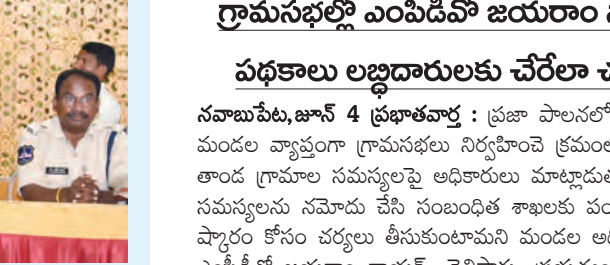 గ్రామసభల్లో ఎంపిడివో జయరాం
పథకాలు లబ్ధిదారులకు చేరేలా
నవాబుపేట,జూన్ 4 ప్రభాతవార్త : ప్రజా పాలనలో
మండల వ్యాప్తంగా గ్రామసభలు నిర్వహించె క్రమంల
తాండ గ్రామాల సమస్యలపై అధికారులు మాట్లాడుత
సమస్యలను నమోదు చేసి సంబంధిత శాఖలకు పం
ష్కారం కోసం చర్యలు తీసుకుంటామని మండల అధి